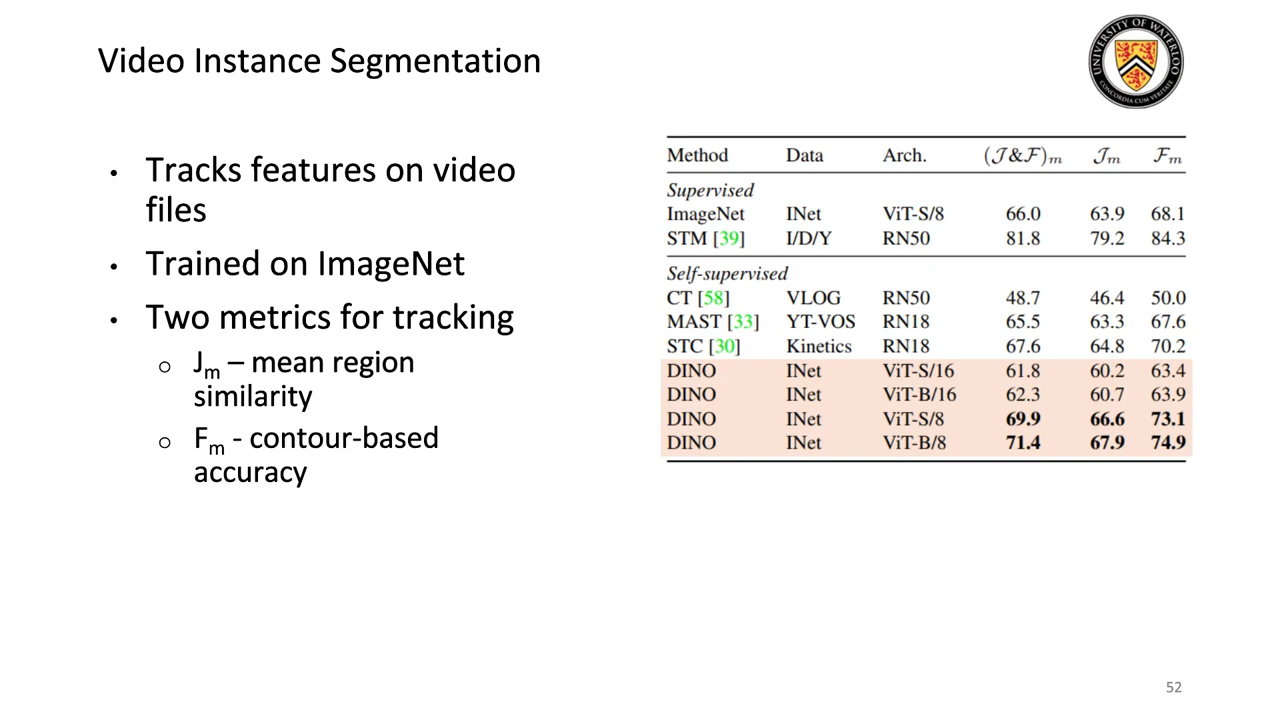 Video Instance Segmentation
UNIVERSITY OF WATERLOO
CONCORDIA CUM VERITATE
• Tracks features on video
files
• Trained on ImageNet
• Two metrics for tracking
o Jm – mean region
similarity
o Fm - contour-based
accuracy
Method Data Arch. (J&F)m Jm Fm
Supervised
ImageNet INet ViT-S/8 66.0 63.9 68.1
STM [39] I/D/Y RN50 81.8 79.2 84.3
Self-supervised
CT [58] VLOG RN50 48.7 46.4 50.0
MAST [33] YT-VOS RN18 65.5 63.3 67.6
STC [30] Kinetics RN18 67.6 64.8 70.2
DINO INet ViT-S/16 61.8 60.2 63.4
DINO INet ViT-B/16 62.3 60.7 63.9
DINO INet ViT-S/8 69.9 66.6 73.1
DINO INet ViT-B/8 71.4 67.9 74.9
52